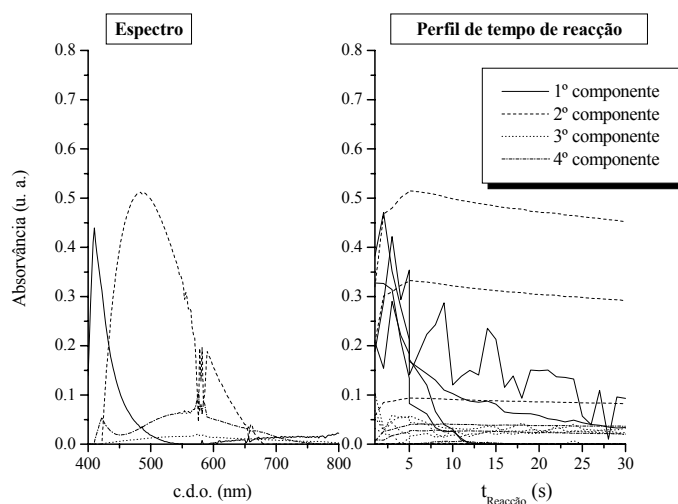 Espectro
Perfil de tempo de reacção
0.8
0.7
0.6
0.5
0.4
0.3
0.2
0.1
0.0
Absorvância (u. a.)
400 500 600 700 800
c.d.o. (nm)
0.8
0.7
0.6
0.5
0.4
0.3
0.2
0.1
0.0
5 10 15 20 25 30
t_Reacção (s)
1º componente
2º componente
3º componente
4º componente